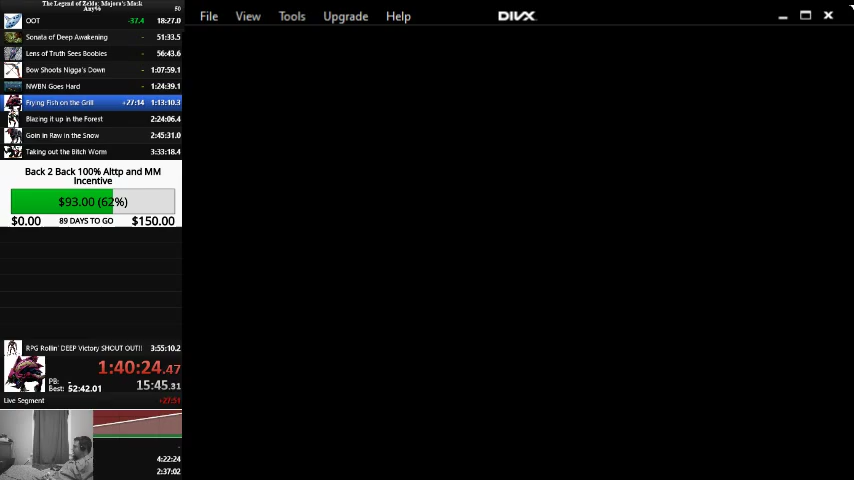 The Legend of Zelda: Majora's Mask
Any%
50
OOT -37.4 18:27.0
Sonata of Deep Awakening - 51:33.5
Lens of Truth Sees Boobies - 56:43.6
Bow Shoots Nigga's Down - 1:07:59.1
NWBN Goes Hard - 1:24:39.1
Frying Fish on the Grill +27:14 1:13:10.3
Blazing it up in the Forest 2:24:06.4
Goin in Raw in the Snow 2:45:31.0
Taking out the Bitch Worm 3:33:18.4
Back 2 Back 100% Alttp and MM
Incentive
$93.00 (62%)
$0.00 89 DAYS TO GO $150.00
RPG Rollin' DEEP Victory SHOUT OUT!! 3:55:10.2
1:40:24.47
PB: -
Best: 52:42.01
15:45.31
Live Segment +27:51
-
4:22:24
2:37:02
File View Tools Upgrade Help
DIVX